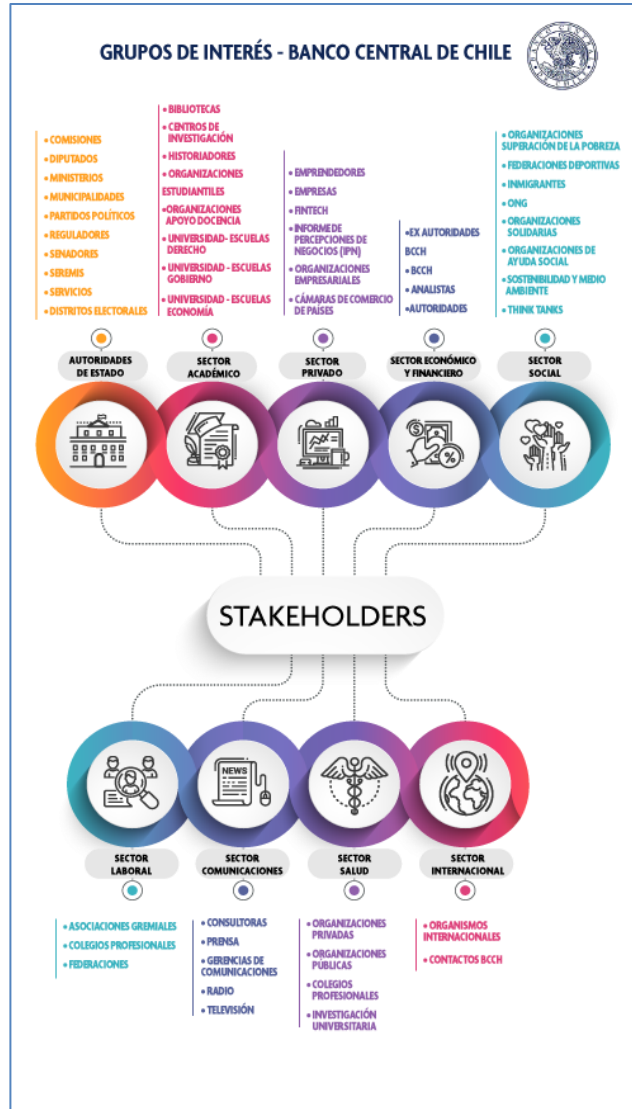 GRUPOS DE INTERÉS - BANCO CENTRAL DE CHILE
BANCO CENTRAL
DE CHILE
• COMISIONES
• DIPUTADOS
• MINISTERIOS
• MUNICIPALIDADES
• PARTIDOS POLÍTICOS
• REGULADORES
• SENADORES
• SEREMIS
• SERVICIOS
• DISTRITOS ELECTORALES
AUTORIDADES
DE ESTADO
• BIBLIOTECAS
• CENTROS DE
INVESTIGACIÓN
• HISTORIADORES
• ORGANIZACIONES
ESTUDIANTILES
•ORGANIZACIONES
APOYO DOCENCIA
• UNIVERSIDAD- ESCUELAS
DERECHO
• UNIVERSIDAD - ESCUELAS
GOBIERNO
• UNIVERSIDAD - ESCUELAS
ECONOMÍA
SECTOR
ACADÉMICO
• EMPRENDEDORES
• EMPRESAS
• FINTECH
• INFORME DE
PERCEPCIONES DE
NEGOCIOS (IPN)
• ORGANIZACIONES
EMPRESARIALES
• CÁMARAS DE COMERCIO
DE PAÍSES
SECTOR
PRIVADO
•EX AUTORIDADES
BCCH
• BCCH
• ANALISTAS
•AUTORIDADES
SECTOR ECONÓMICO
Y FINANCIERO
• ORGANIZACIONES
SUPERACIÓN DE LA POBREZA
• FEDERACIONES DEPORTIVAS
• INMIGRANTES
• ONG
• ORGANIZACIONES
SOLIDARIAS
• ORGANIZACIONES DE
AYUDA SOCIAL
• SOSTENIBILIDAD Y MEDIO
AMBIENTE
• THINK TANKS
SECTOR
SOCIAL
STAKEHOLDERS
NEWS
SECTOR
LABORAL
• ASOCIACIONES GREMIALES
• COLEGIOS PROFESIONALES
• FEDERACIONES
SECTOR
COMUNICACIONES
• CONSULTORAS
• PRENSA
• GERENCIAS DE
COMUNICACIONES
• RADIO
• TELEVISIÓN
SECTOR
SALUD
• ORGANIZACIONES
PRIVADAS
• ORGANIZACIONES
PÚBLICAS
• COLEGIOS
PROFESIONALES
• INVESTIGACIÓN
UNIVERSITARIA
SECTOR
INTERNACIONAL
• ORGANISMOS
INTERNACIONALES
• CONTACTOS BCCH